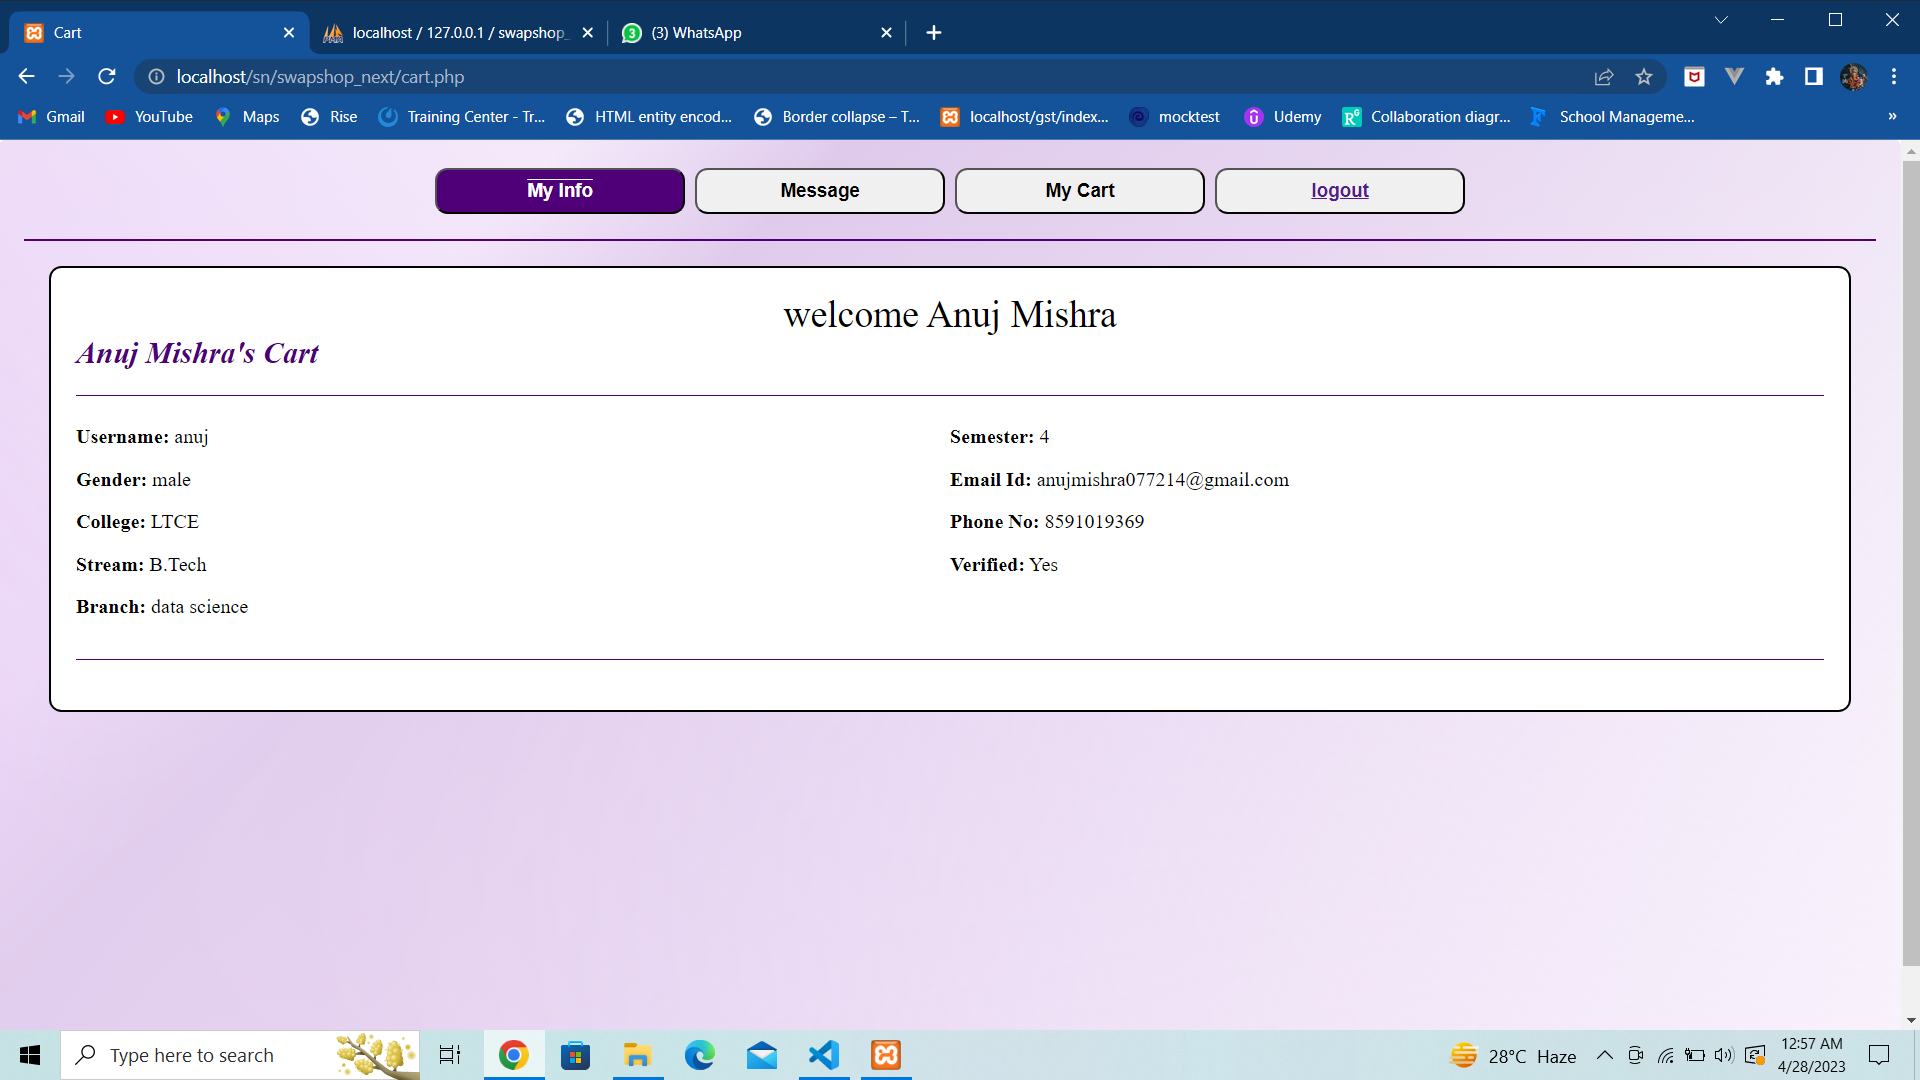 Cart
localhost / 127.0.0.1 / swapshop_
(3) WhatsApp
localhost/sn/swapshop_next/cart.php
Gmail
YouTube
Maps
Rise
Training Center - Tr...
HTML entity encod...
Border collapse – T...
localhost/gst/index...
mocktest
Udemy
Collaboration diagr...
School Manageme...
»
My Info
Message
My Cart
logout
welcome Anuj Mishra
Anuj Mishra's Cart
Username: anuj
Gender: male
College: LTCE
Stream: B.Tech
Branch: data science
Semester: 4
Email Id: anujmishra077214@gmail.com
Phone No: 8591019369
Verified: Yes
Type here to search
28°C Haze
12:57 AM
4/28/2023